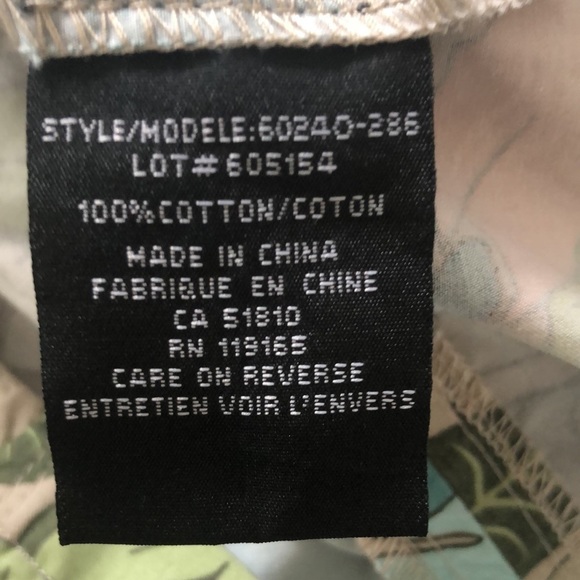 STYLE/MODELE:60240-286
LOT# 605154
100%COTTON/COTON
MADE IN CHINA
FABRIQUE EN CHINE
CA 51810
RN 119165
CARE ON REVERSE
ENTRETIEN VOIR L'ENVERS